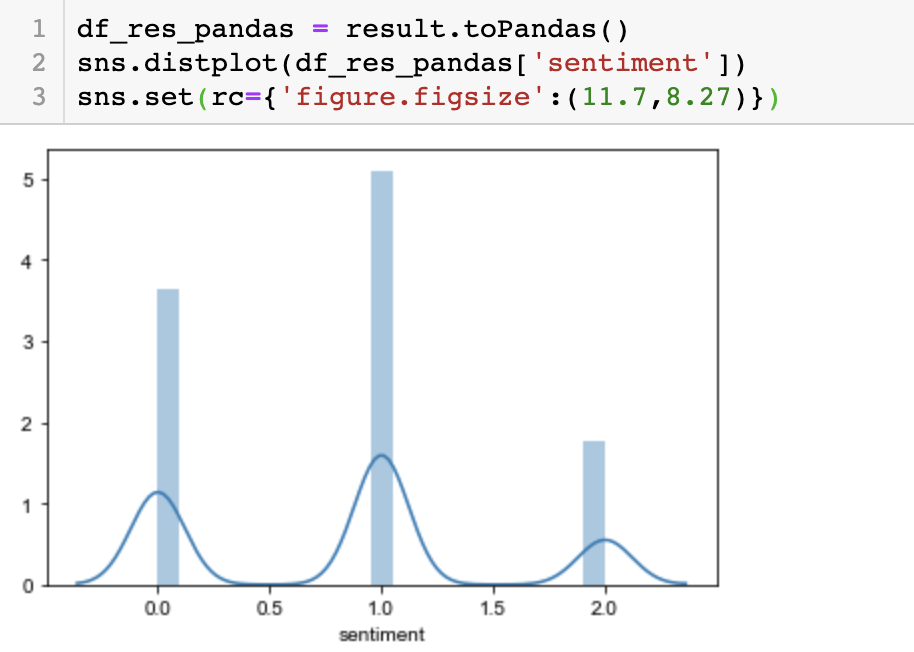 1 df_res_pandas = result.toPandas()
2 sns.distplot(df_res_pandas['sentiment'])
3 sns.set(rc={'figure.figsize':(11.7,8.27)})
5
4
3
2
1
0
0.0 0.5 1.0 1.5 2.0
sentiment